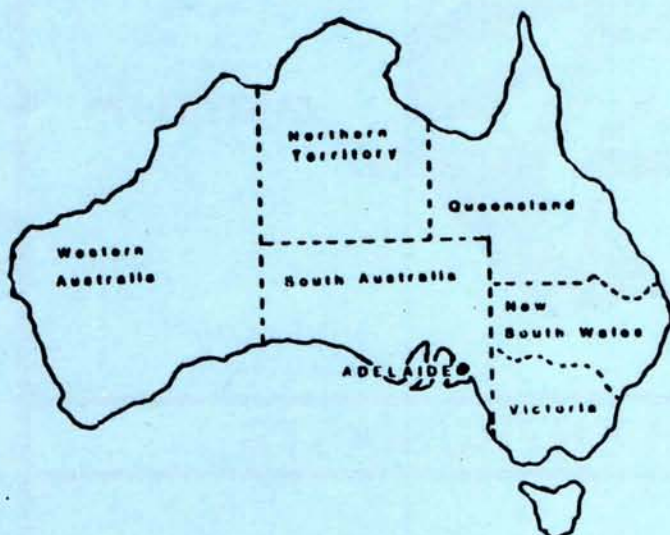 Northern
Territory
Queensland
Western
Australia
South Australia
New
South Wales
ADELAIDE
Victoria